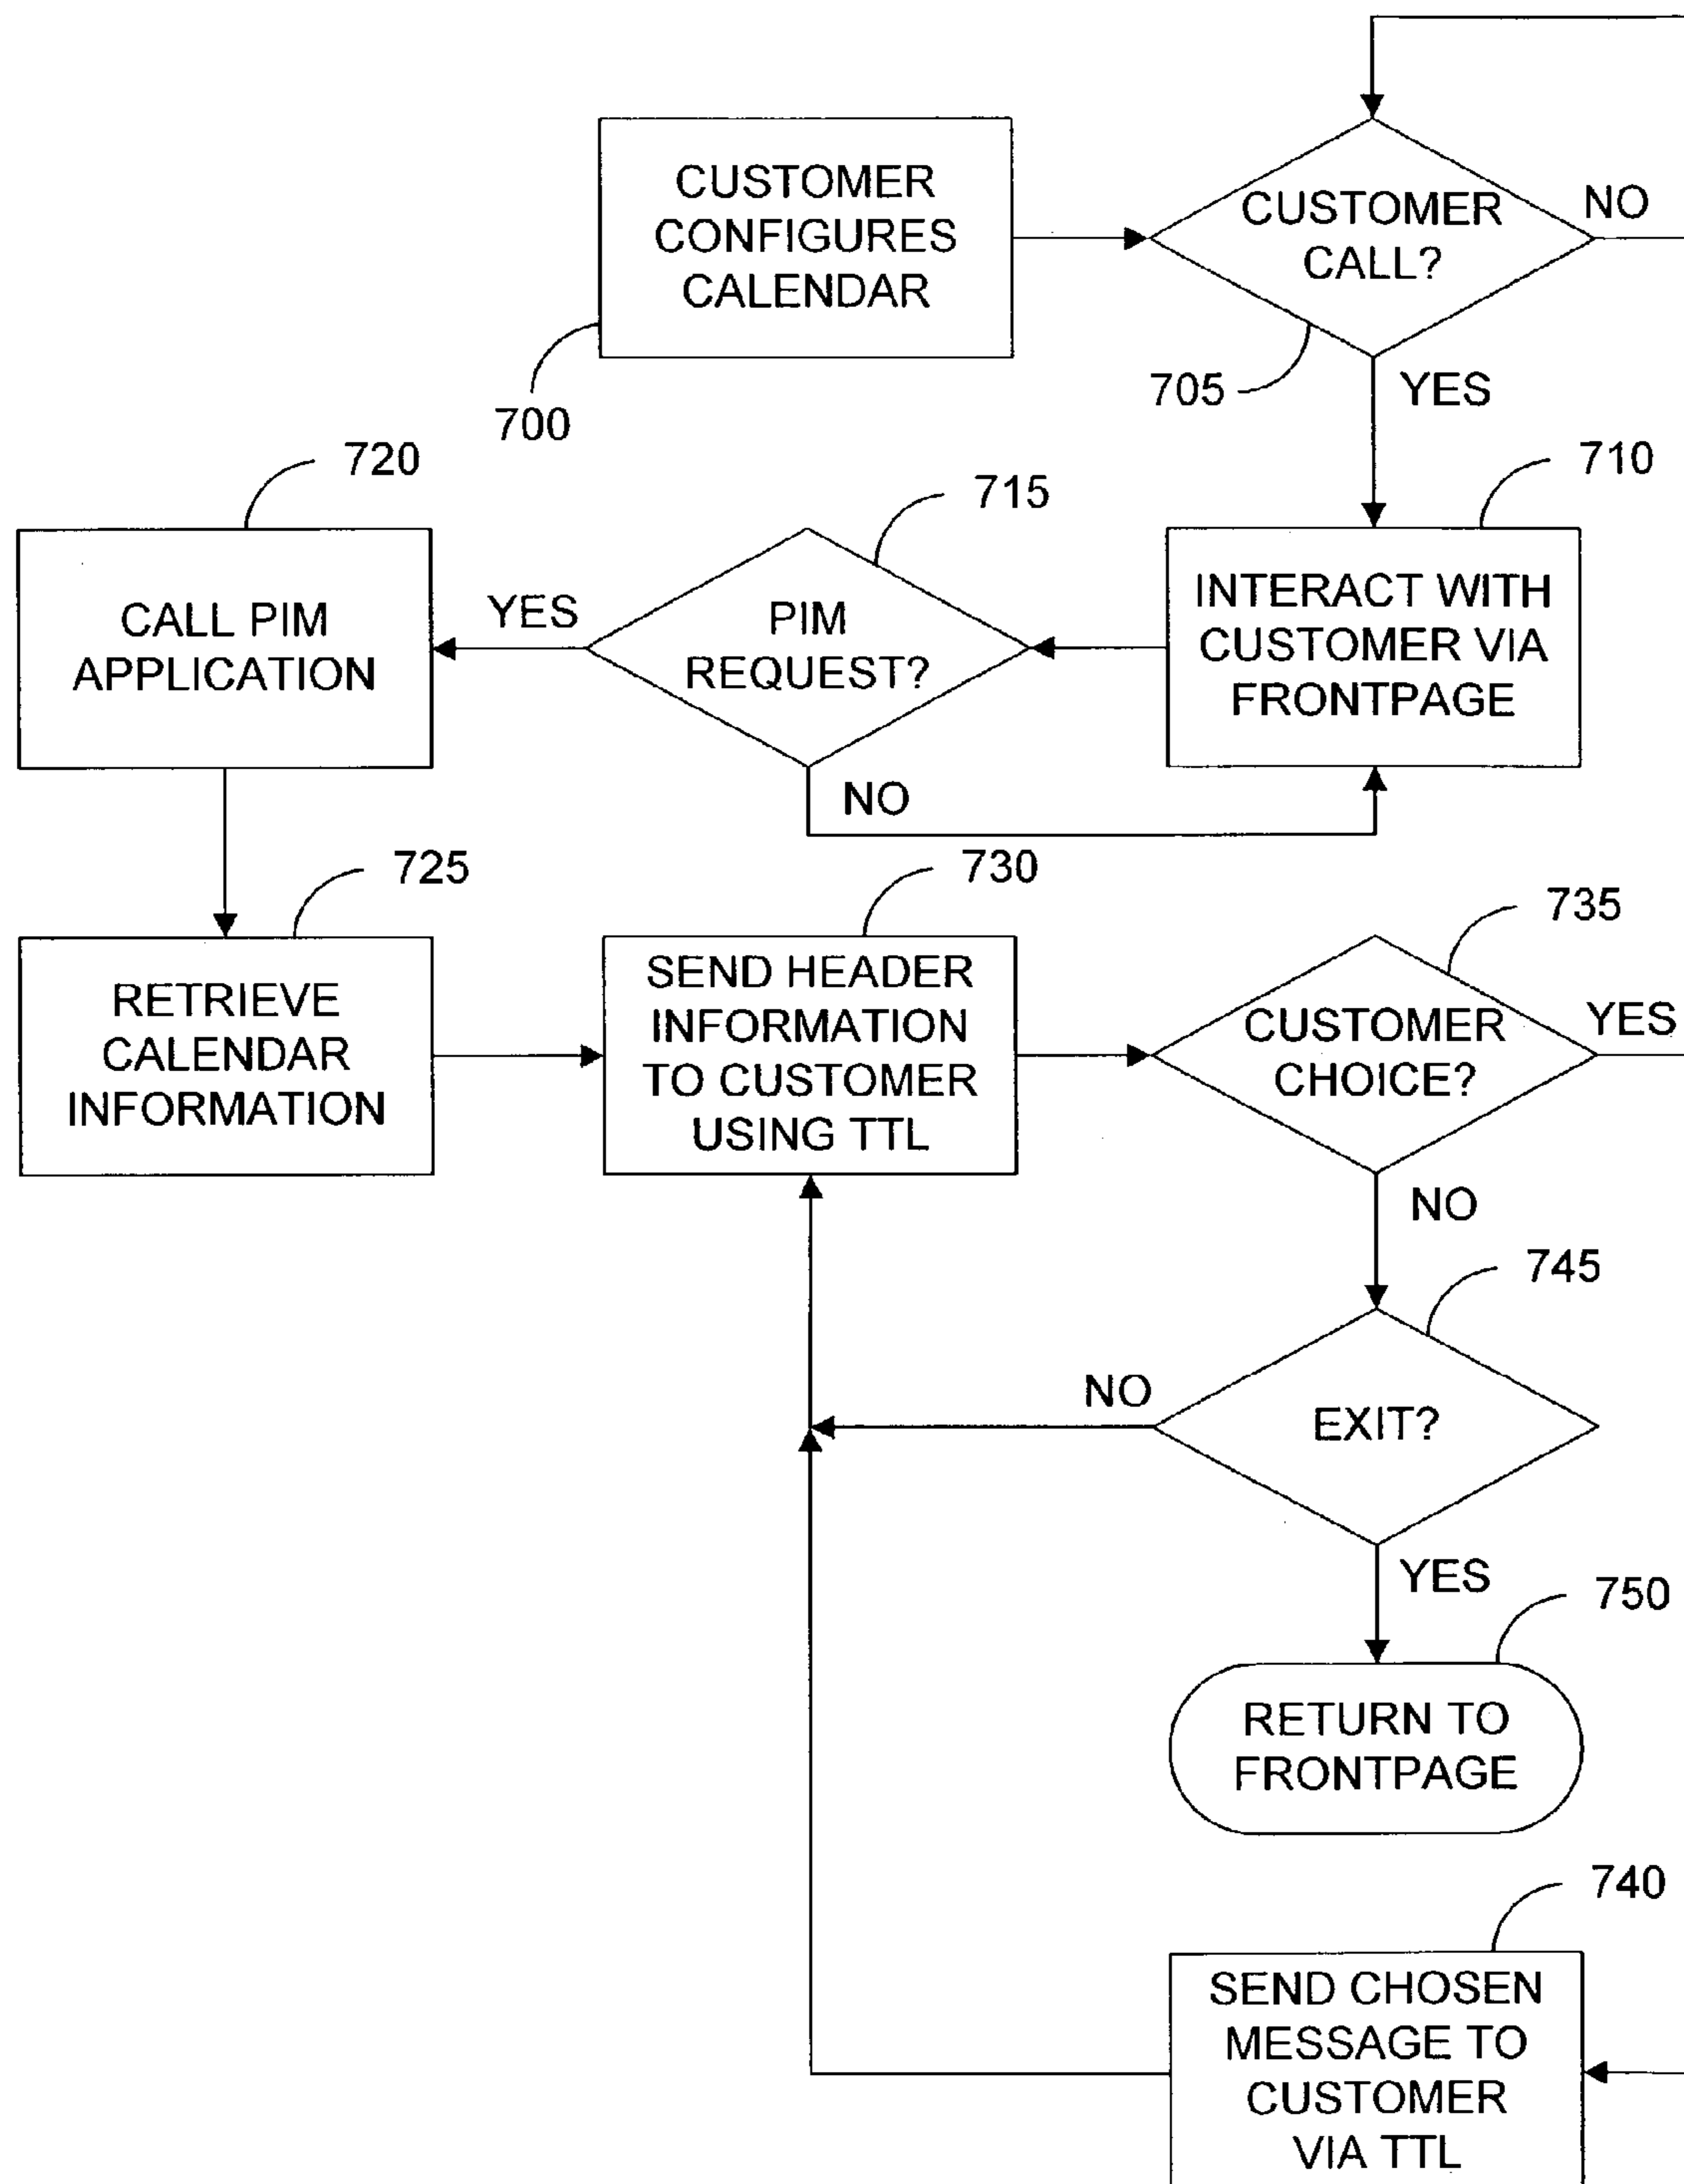 CUSTOMER
CONFIGURES
CALENDAR
700
CUSTOMER
CALL?
NO
705
YES
720
715
710
CALL PIM
APPLICATION
YES
PIM
REQUEST?
INTERACT WITH
CUSTOMER VIA
FRONTPAGE
NO
725
730
735
RETRIEVE
CALENDAR
INFORMATION
SEND HEADER
INFORMATION
TO CUSTOMER
USING TTL
CUSTOMER
CHOICE?
YES
NO
745
NO
EXIT?
YES
750
RETURN TO
FRONTPAGE
740
SEND CHOSEN
MESSAGE TO
CUSTOMER
VIA TTL